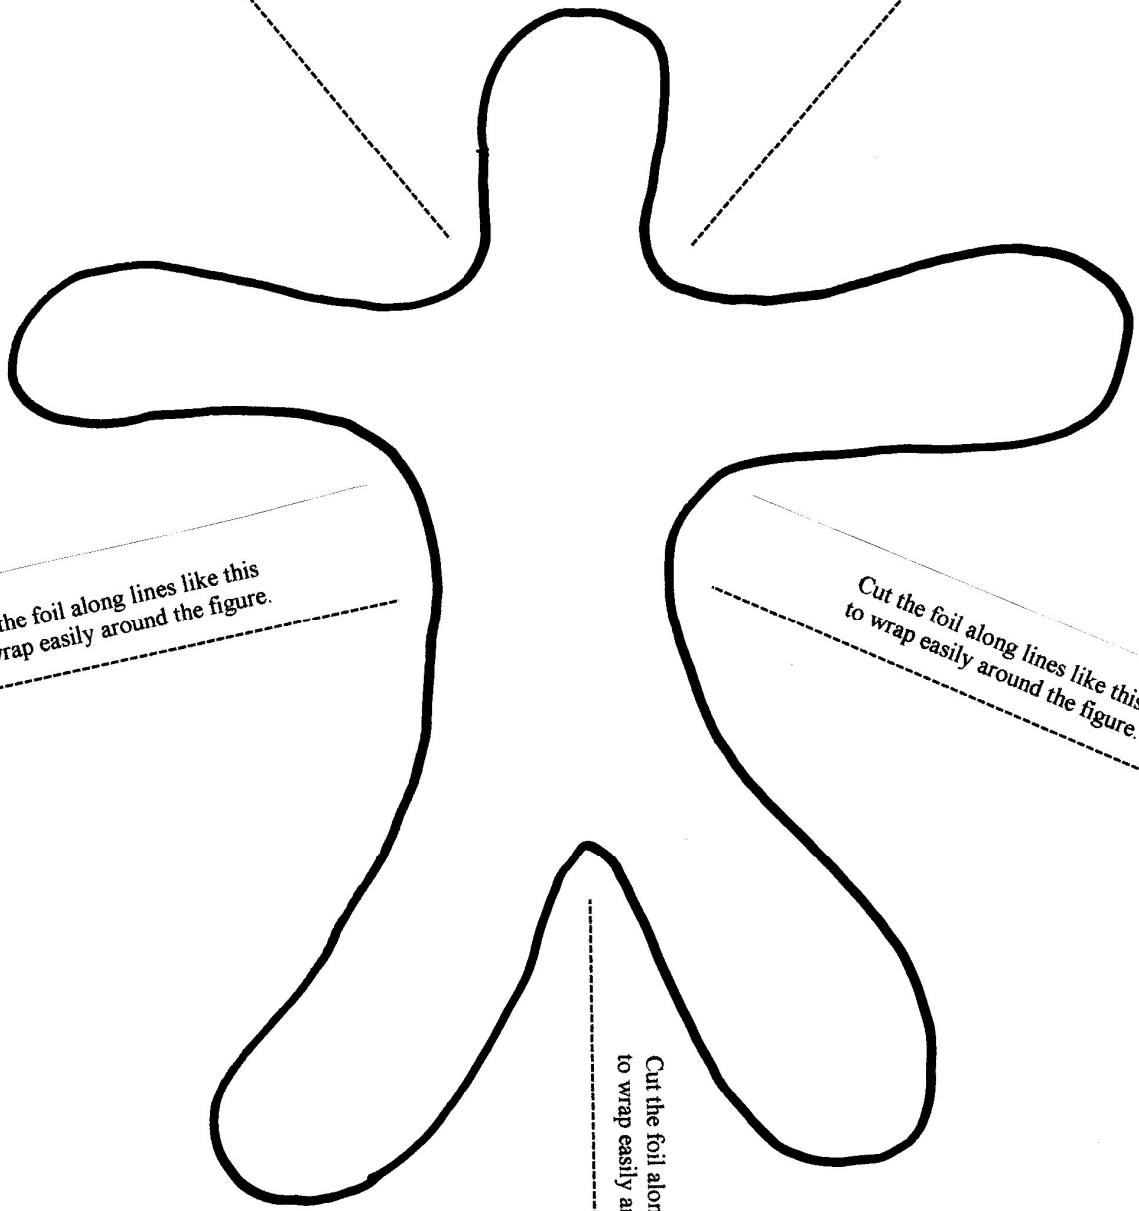 the foil along lines like this
wrap easily around the figure.
Cut the foil along lines like this
to wrap easily around the figure.
Cut the foil alon
to wrap easily a